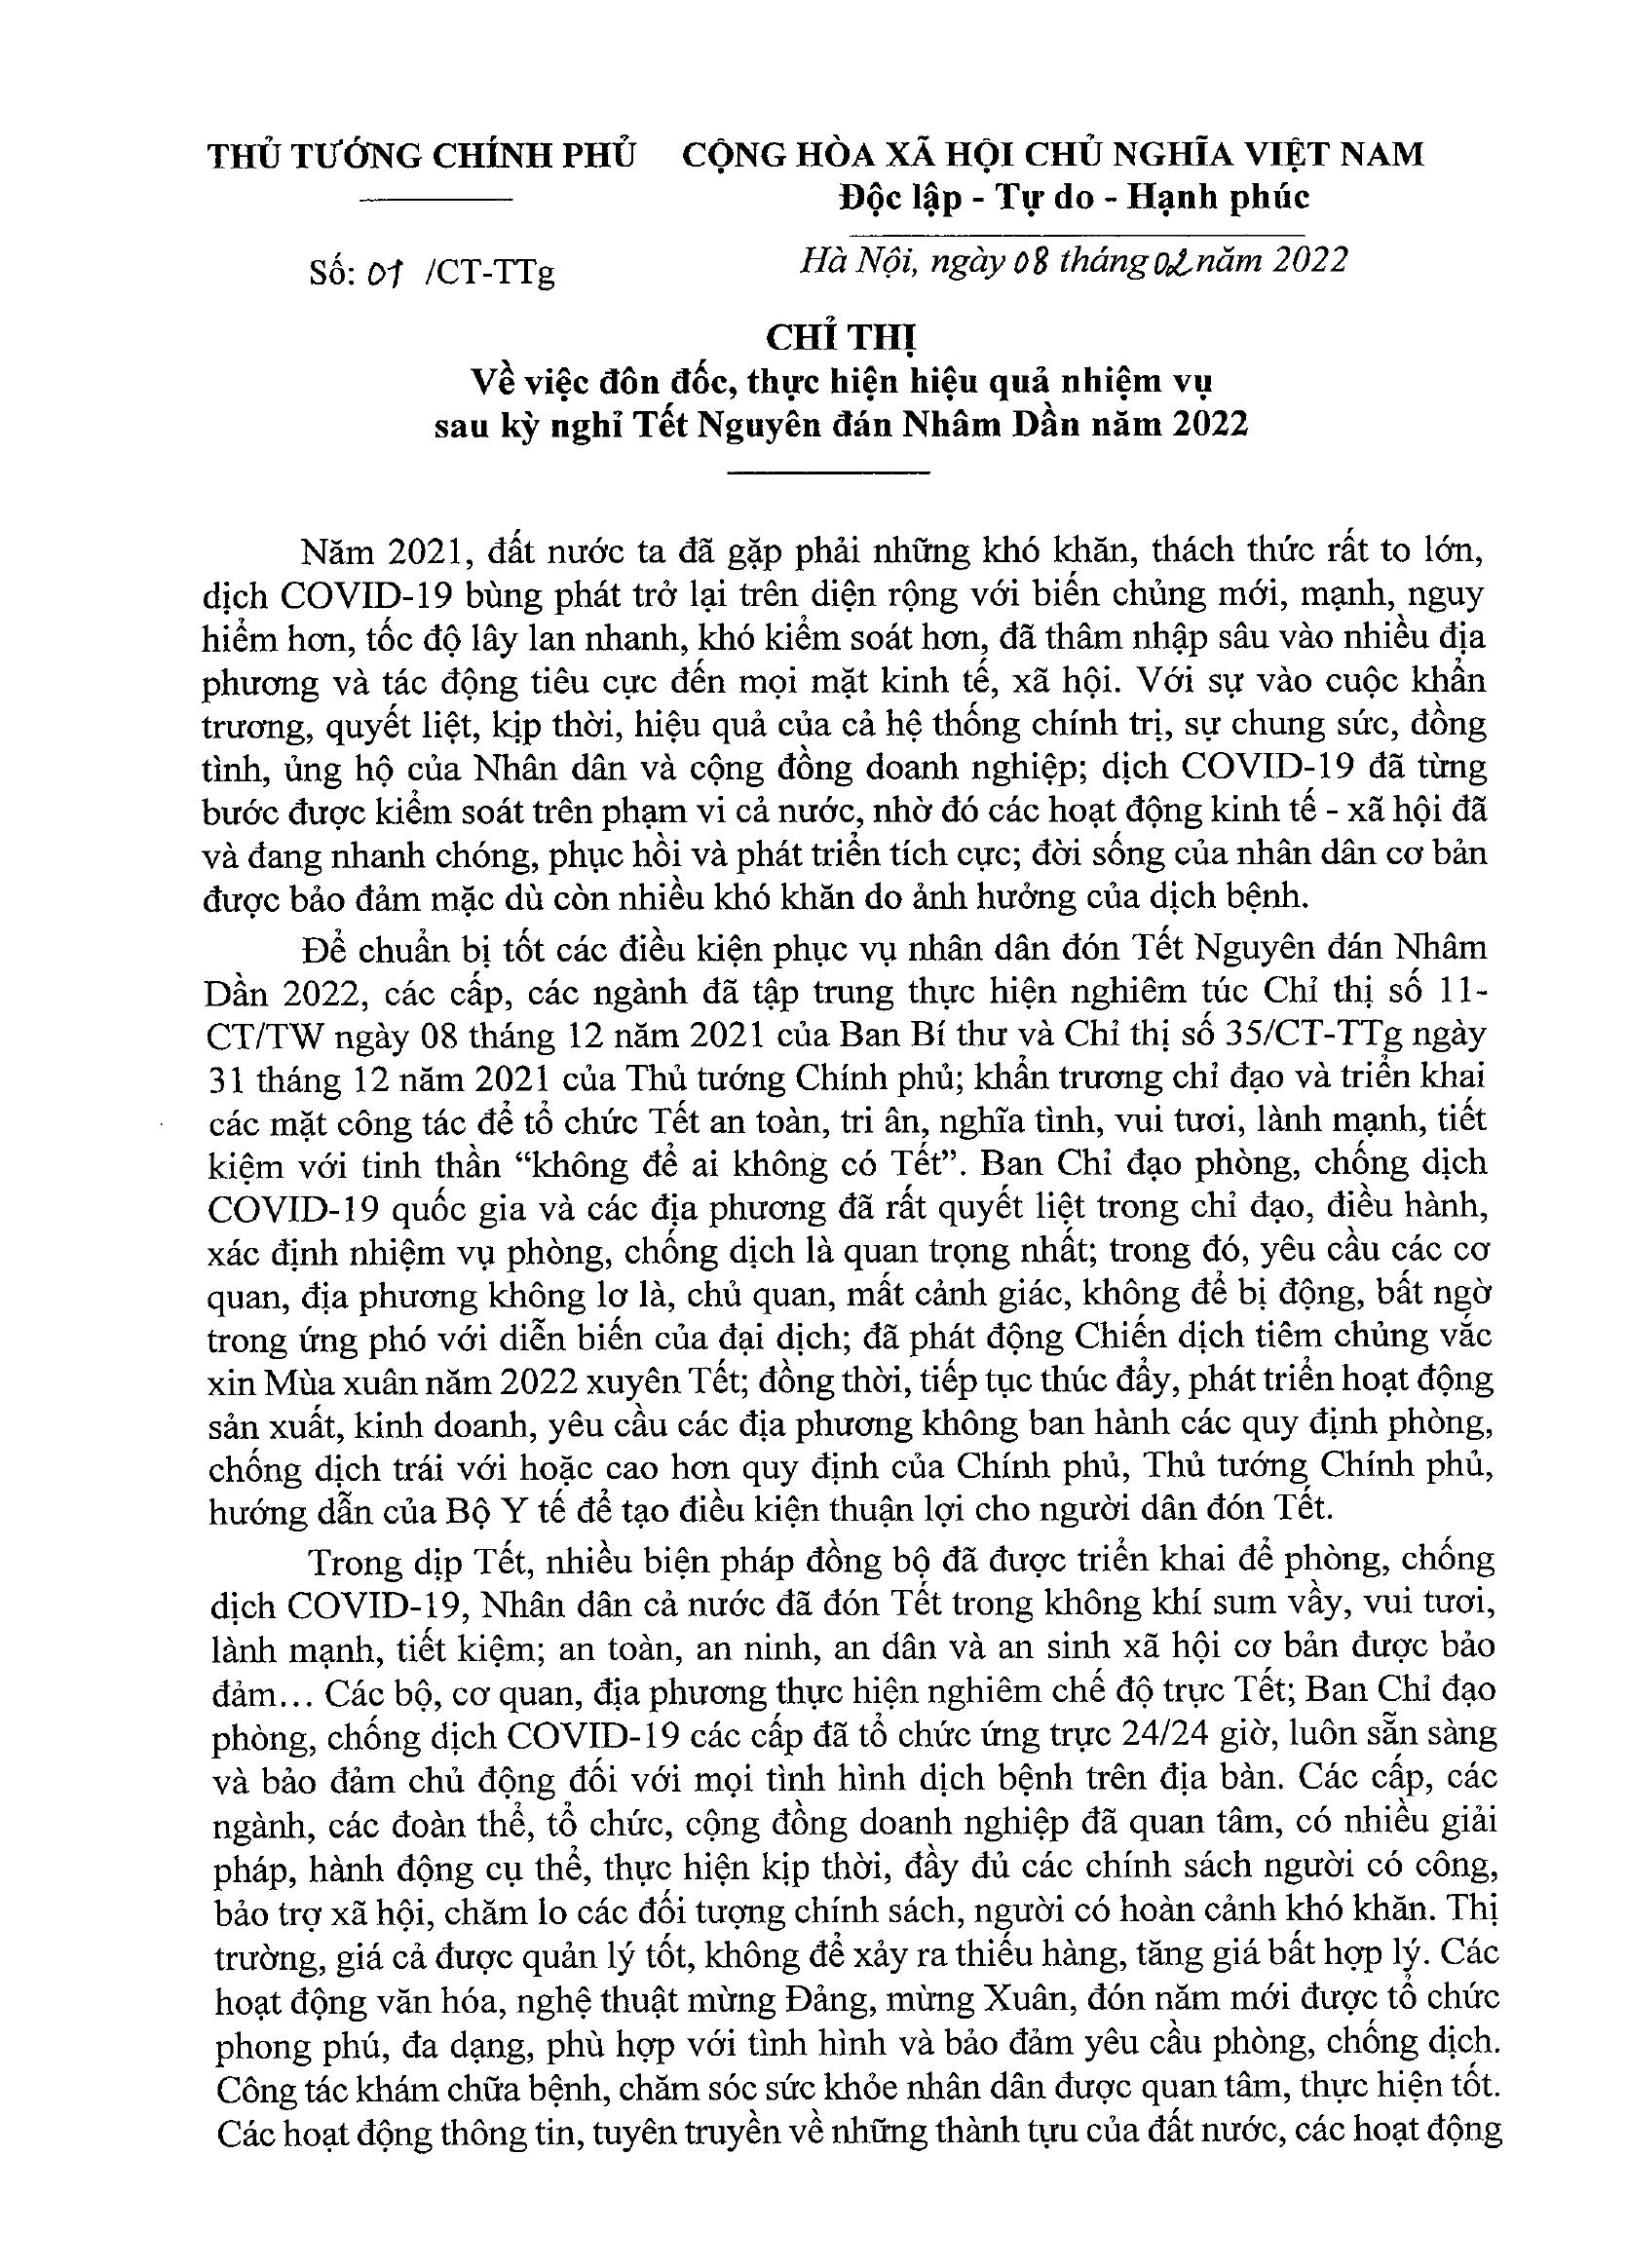 THỦ TƯỚNG CHÍNH PHỦ
CỘNG HÒA XÃ HỘI CHỦ NGHĨA VIỆT NAM
Độc lập - Tự do - Hạnh phúc
Số: 01 /CT-TTg
Hà Nội, ngày 08 tháng 02 năm 2022
CHỈ THỊ
Về việc đôn đốc, thực hiện hiệu quả nhiệm vụ
sau kỳ nghỉ Tết Nguyên đán Nhâm Dần năm 2022
Năm 2021, đất nước ta đã gặp phải những khó khăn, thách thức rất to lớn,
dịch COVID-19 bùng phát trở lại trên diện rộng với biến chủng mới, mạnh, nguy
hiểm hơn, tốc độ lây lan nhanh, khó kiểm soát hơn, đã thâm nhập sâu vào nhiều địa
phương và tác động tiêu cực đến mọi mặt kinh tế, xã hội. Với sự vào cuộc khẩn
trương, quyết liệt, kịp thời, hiệu quả của cả hệ thống chính trị, sự chung sức, đồng
tình, ủng hộ của Nhân dân và cộng đồng doanh nghiệp; dịch COVID-19 đã từng
bước được kiểm soát trên phạm vi cả nước, nhờ đó các hoạt động kinh tế - xã hội đã
và đang nhanh chóng, phục hồi và phát triển tích cực; đời sống của nhân dân cơ bản
được bảo đảm mặc dù còn nhiều khó khăn do ảnh hưởng của dịch bệnh.
Để chuẩn bị tốt các điều kiện phục vụ nhân dân đón Tết Nguyên đán Nhâm
Dần 2022, các cấp, các ngành đã tập trung thực hiện nghiêm túc Chỉ thị số 11-
CT/TW ngày 08 tháng 12 năm 2021 của Ban Bí thư và Chỉ thị số 35/CT-TTg ngày
31 tháng 12 năm 2021 của Thủ tướng Chính phủ; khẩn trương chỉ đạo và triển khai
các mặt công tác để tổ chức Tết an toàn, tri ân, nghĩa tình, vui tươi, lành mạnh, tiết
kiệm với tinh thần “không để ai không có Tết”. Ban Chỉ đạo phòng, chống dịch
COVID-19 quốc gia và các địa phương đã rất quyết liệt trong chỉ đạo, điều hành,
xác định nhiệm vụ phòng, chống dịch là quan trọng nhất; trong đó, yêu cầu các cơ
quan, địa phương không lơ là, chủ quan, mất cảnh giác, không để bị động, bất ngờ
trong ứng phó với diễn biến của đại dịch; đã phát động Chiến dịch tiêm chủng vắc
xin Mùa xuân năm 2022 xuyên Tết; đồng thời, tiếp tục thúc đẩy, phát triển hoạt động
sản xuất, kinh doanh, yêu cầu các địa phương không ban hành các quy định phòng,
chống dịch trái với hoặc cao hơn quy định của Chính phủ, Thủ tướng Chính phủ,
hướng dẫn của Bộ Y tế để tạo điều kiện thuận lợi cho người dân đón Tết.
Trong dịp Tết, nhiều biện pháp đồng bộ đã được triển khai để phòng, chống
dịch COVID-19, Nhân dân cả nước đã đón Tết trong không khí sum vầy, vui tươi,
lành mạnh, tiết kiệm; an toàn, an ninh, an dân và an sinh xã hội cơ bản được bảo
đảm... Các bộ, cơ quan, địa phương thực hiện nghiêm chế độ trực Tết; Ban Chỉ đạo
phòng, chống dịch COVID-19 các cấp đã tổ chức ứng trực 24/24 giờ, luôn sẵn sàng
và bảo đảm chủ động đối với mọi tình hình dịch bệnh trên địa bàn. Các cấp, các
ngành, các đoàn thể, tổ chức, cộng đồng doanh nghiệp đã quan tâm, có nhiều giải
pháp, hành động cụ thể, thực hiện kịp thời, đầy đủ các chính sách người có công,
bảo trợ xã hội, chăm lo các đối tượng chính sách, người có hoàn cảnh khó khăn. Thị
trường, giá cả được quản lý tốt, không để xảy ra thiếu hàng, tăng giá bất hợp lý. Các
hoạt động văn hóa, nghệ thuật mừng Đảng, mừng Xuân, đón năm mới được tổ chức
phong phú, đa dạng, phù hợp với tình hình và bảo đảm yêu cầu phòng, chống dịch.
Công tác khám chữa bệnh, chăm sóc sức khỏe nhân dân được quan tâm, thực hiện tốt.
Các hoạt động thông tin, tuyên truyền về những thành tựu của đất nước, các hoạt động